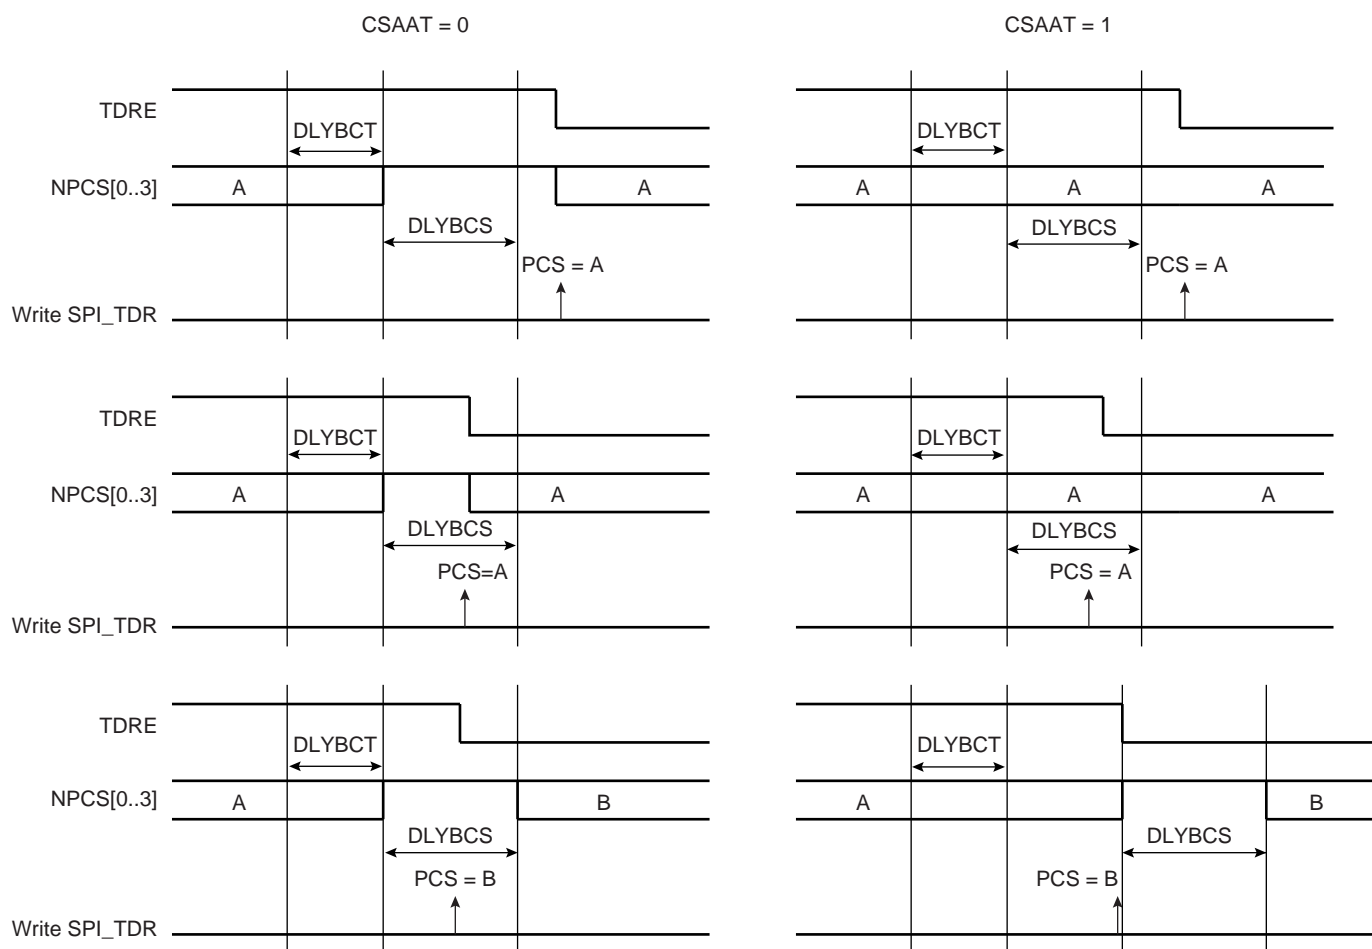 CSAAT = 0
CSAAT = 1
TDRE
DLYBCT
DLYBCT
NPCS[0..3]
A
A
A
A
A
DLYBCS
DLYBCS
PCS = A
PCS = A
Write SPI_TDR
TDRE
DLYBCT
DLYBCT
NPCS[0..3]
A
A
A
A
A
DLYBCS
DLYBCS
PCS=A
PCS = A
Write SPI_TDR
TDRE
DLYBCT
DLYBCT
NPCS[0..3]
A
B
A
B
DLYBCS
DLYBCS
PCS = B
PCS = B
Write SPI_TDR